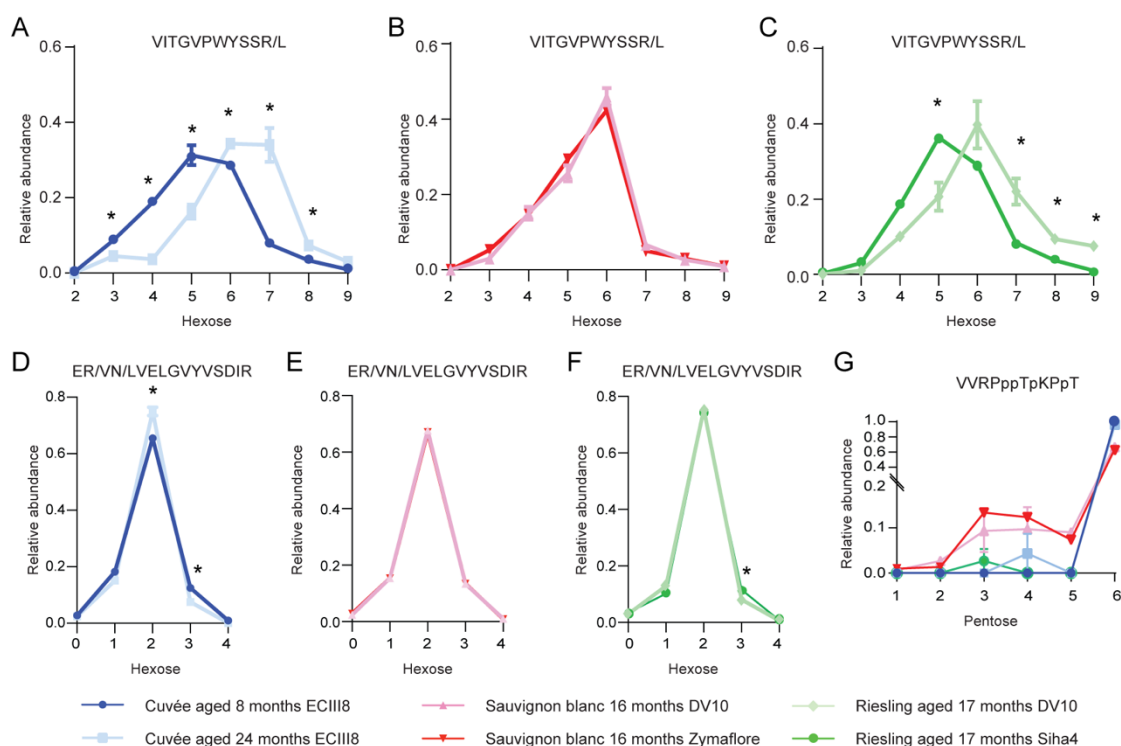 A
VITGVPWYSSR/L
0.6
0.4
0.2
0.0
Relative abundance
2 3 4 5 6 7 8 9
Hexose
* * * * * *
B
VITGVPWYSSR/L
0.6
0.4
0.2
0.0
Relative abundance
2 3 4 5 6 7 8 9
Hexose
C
VITGVPWYSSR/L
0.6
0.4
0.2
0.0
Relative abundance
2 3 4 5 6 7 8 9
Hexose
* * * *
D
ER/VN/LVELGVYVSDIR
0.8
0.6
0.4
0.2
0.0
Relative abundance
0 1 2 3 4
Hexose
* *
E
0.8
0.6
0.4
0.2
0.0
Relative abundance
0 1 2 3 4
Hexose
F
ER/VN/LVELGVYVSDIR
0.8
0.6
0.4
0.2
0.0
Relative abundance
0 1 2 3 4
Hexose
*
G
VVRPppTpKPpT
1.0
0.8
0.6
0.4
0.2
0.1
0.0
Relative abundance
1 2 3 4 5 6
Pentose
Cuvée aged 8 months ECIII8
Sauvignon blanc 16 months DV10
Riesling aged 17 months DV10
Cuvée aged 24 months ECIII8
Sauvignon blanc 16 months Zymaflore
Riesling aged 17 months Siha4